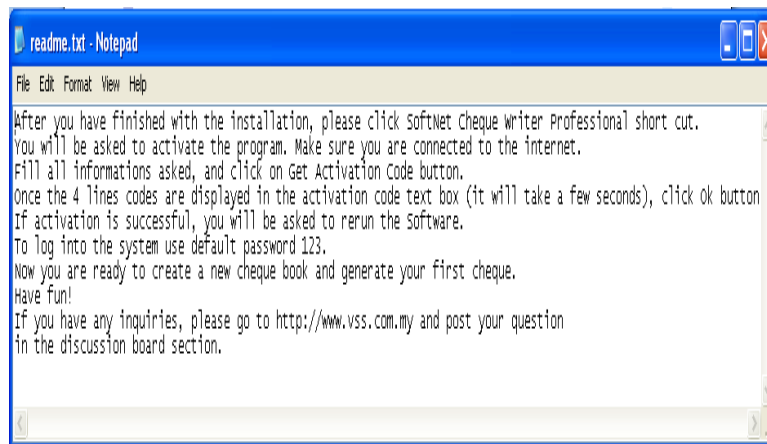 readme.txt - Notepad
File Edit Format View Help
After you have finished with the installation, please click SoftNet Cheque Writer Professional short cut.
You will be asked to activate the program. Make sure you are connected to the internet.
Fill all informations asked, and click on Get Activation Code button.
Once the 4 lines codes are displayed in the activation code text box (it will take a few seconds), click Ok button
If activation is successful, you will be asked to rerun the Software.
To log into the system use default password 123.
Now you are ready to create a new cheque book and generate your first cheque.
Have fun!
If you have any inquiries, please go to http://www.vss.com.my and post your question
in the discussion board section.